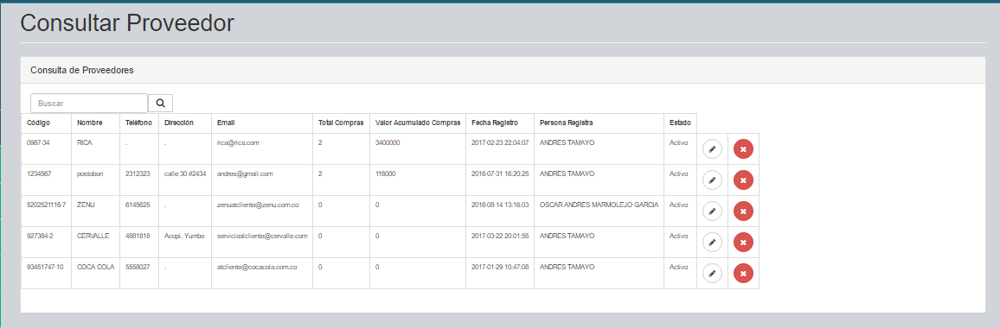 Consultar Proveedor
Consulta de Proveedores
Buscar
Código Nombre Teléfono Dirección Email Total Compras Valor Acumulado Compras Fecha Registro Persona Registra Estado
0987-34 RICA . . rica@rica.com 2 3400000 2017-02-23 22:04:07 ANDRES TAMAYO Activo
1234567 postobon 2312323 calle 30 #2434 andres@gmail.com 2 116000 2016-07-31 16:20:25 ANDRES TAMAYO Activo
5202521116-7 ZENU 6145625 . zenuatcliente@zenu.com.co 0 0 2016-08-14 13:16:03 OSCAR ANDRES MARMOLEJO GARCIA Activo
927384-2 CERVALLE 4881818 Acopi, Yumbo servicioalcliente@cervalle.com 0 0 2017-03-22 20:01:55 ANDRES TAMAYO Activo
93451747-10 COCA COLA 5558027 . atcliente@cocacola.com.co 0 0 2017-01-29 10:47:08 ANDRES TAMAYO Activo